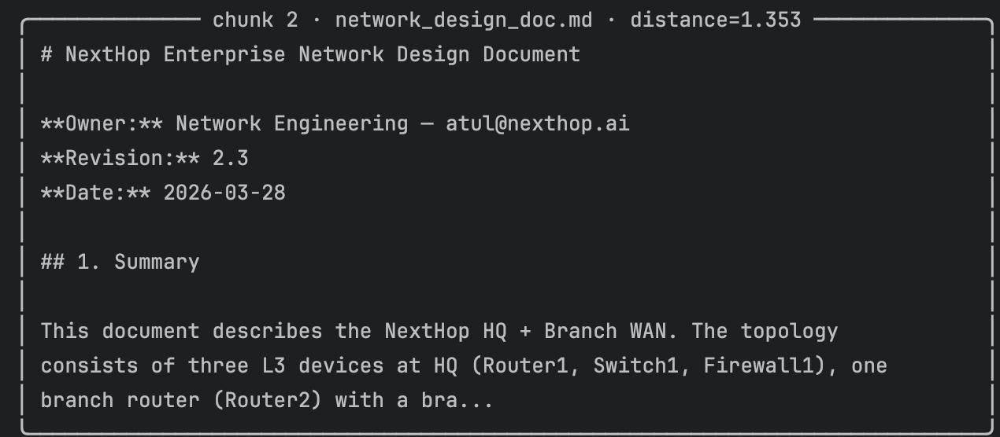 chunk 2 · network_design_doc.md · distance=1.353
# NextHop Enterprise Network Design Document
**Owner:** Network Engineering — atul@nexthop.ai
**Revision:** 2.3
**Date:** 2026-03-28
## 1. Summary
This document describes the NextHop HQ + Branch WAN. The topology
consists of three L3 devices at HQ (Router1, Switch1, Firewall1), one
branch router (Router2) with a bra...